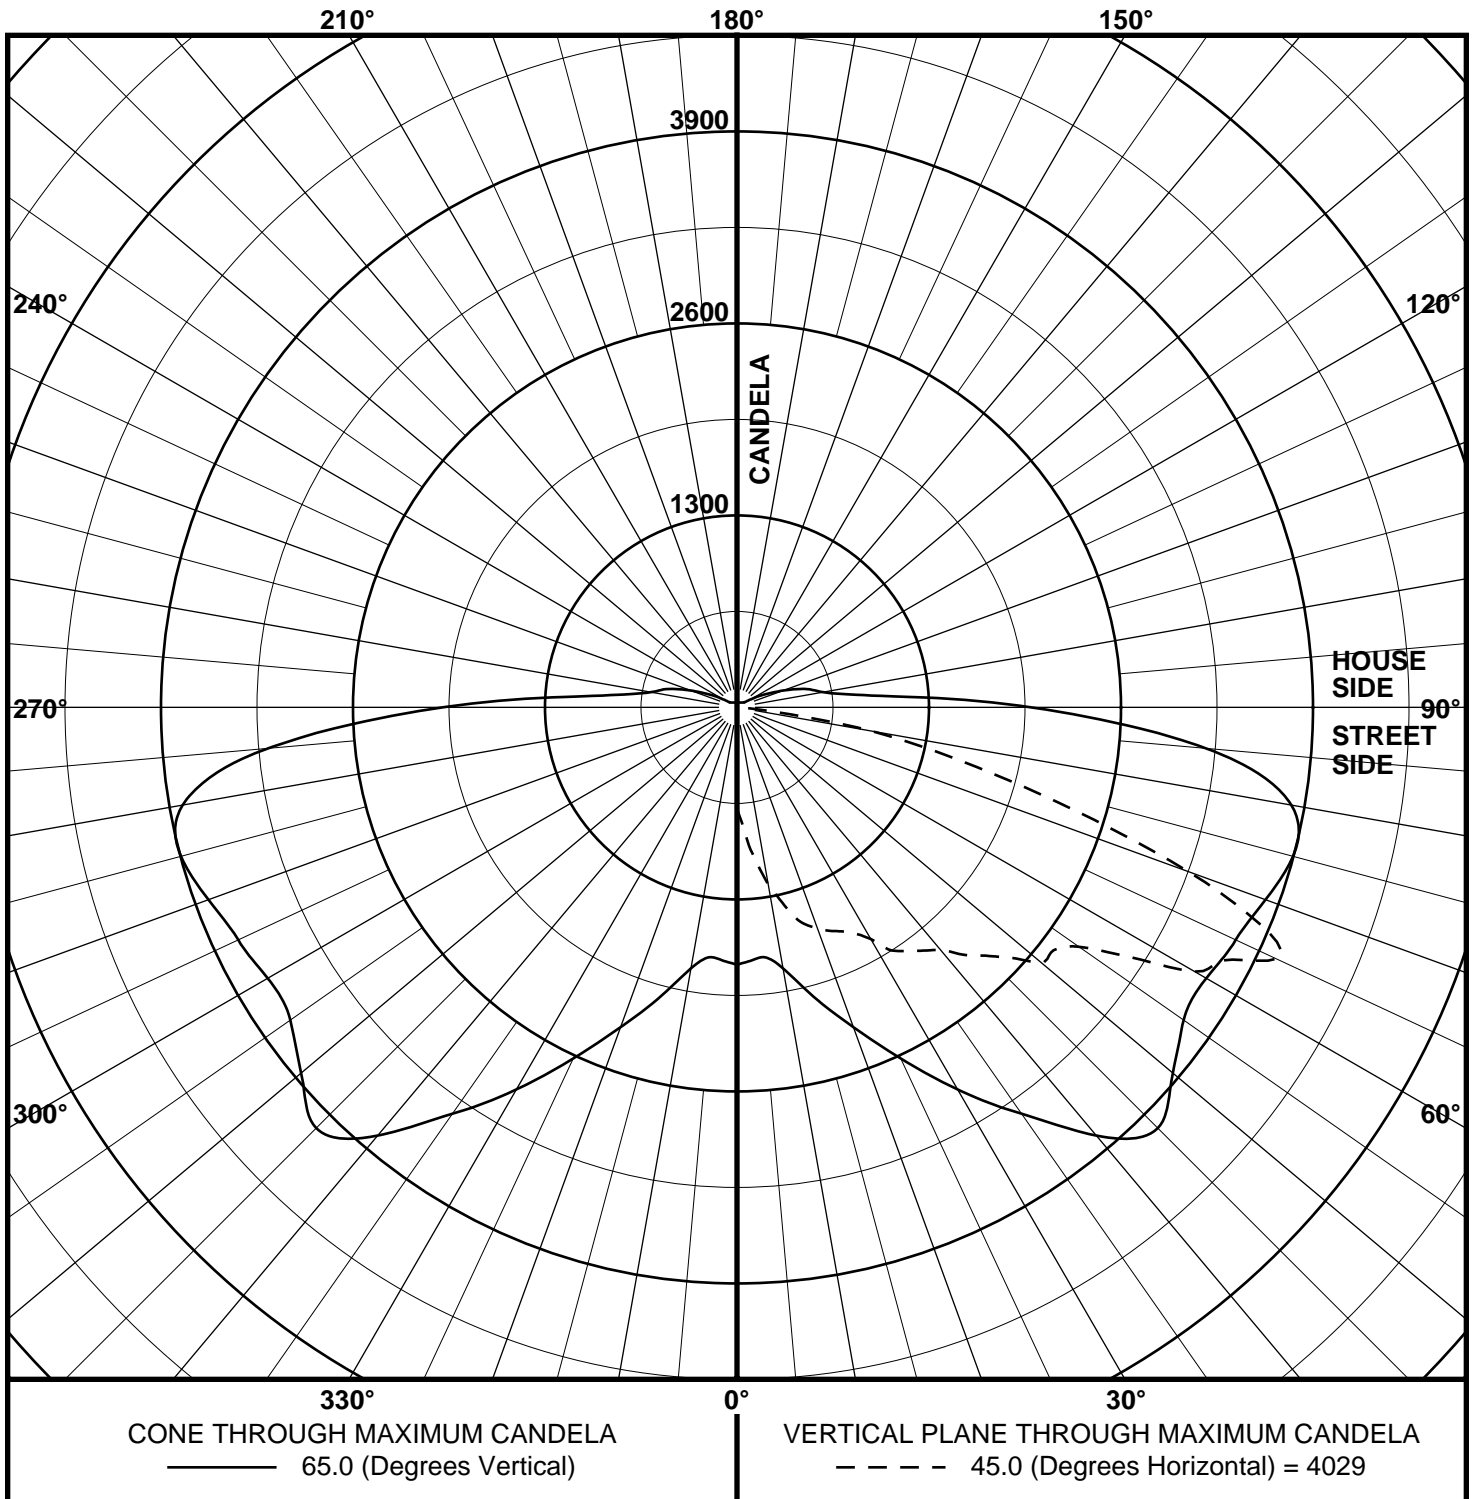 210° 180° 150°
3900
240° 120°
2600
CANDELA
1300
HOUSE
SIDE
270° 90°
STREET
SIDE
300° 60°
330° 0° 30°
CONE THROUGH MAXIMUM CANDELA
65.0 (Degrees Vertical)
VERTICAL PLANE THROUGH MAXIMUM CANDELA
45.0 (Degrees Horizontal) = 4029